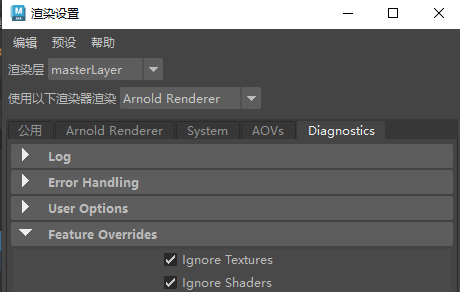 渲染设置
编辑 预设 帮助
渲染层 masterLayer
使用以下渲染器渲染 Arnold Renderer
公用 Arnold Renderer System AOVs Diagnostics
Log
Error Handling
User Options
Feature Overrides
Ignore Textures
Ignore Shaders